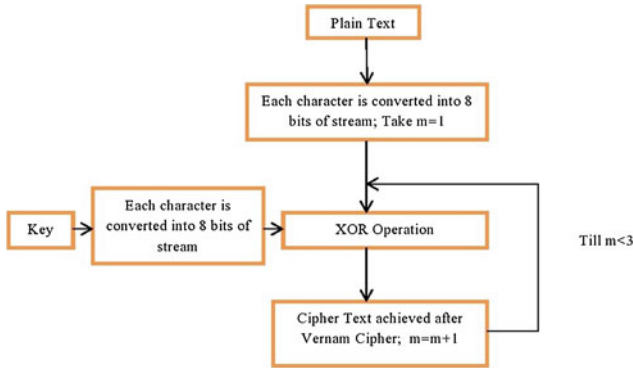 Plain Text
Each character is converted into 8
bits of stream; Take m=1
Each character is
converted into 8 bits of
stream
Key
XOR Operation
Till m<3
Cipher Text achieved after
Vernam Cipher; m=m+1